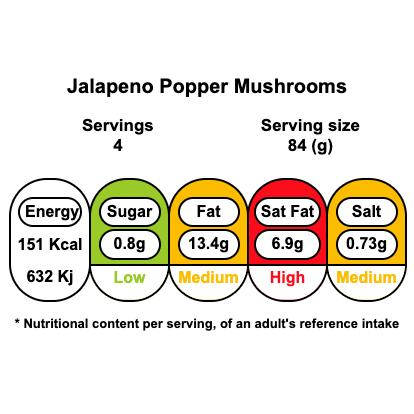 Jalapeno Popper Mushrooms
Servings
4
Serving size
84 (g)
Energy
151 Kcal
632 Kj
Sugar
0.8g
Low
Fat
13.4g
Medium
Sat Fat
6.9g
High
Salt
0.73g
Medium
* Nutritional content per serving, of an adult's reference intake